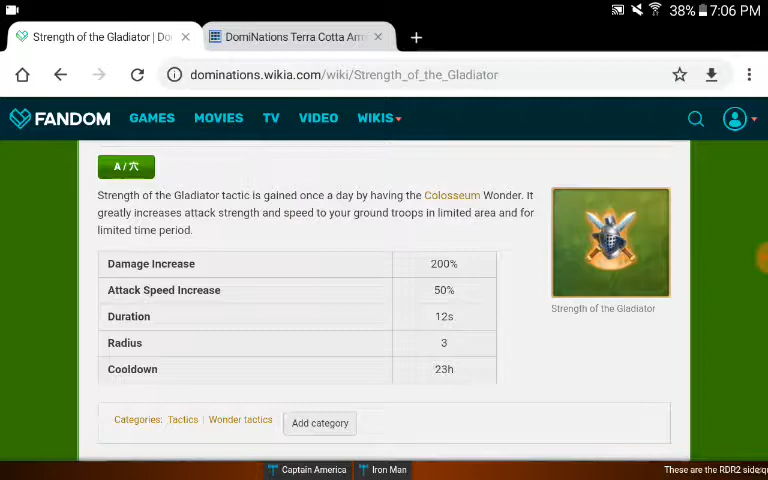 38% 7:06 PM
Strength of the Gladiator | Do
DomiNations Terra Cotta Arm
dominations.wikia.com/wiki/Strength_of_the_Gladiator
FANDOM GAMES MOVIES TV VIDEO WIKIS
A / 穴
Strength of the Gladiator tactic is gained once a day by having the Colosseum Wonder. It
greatly increases attack strength and speed to your ground troops in limited area and for
limited time period.
Damage Increase 200%
Attack Speed Increase 50%
Duration 12s
Radius 3
Cooldown 23h
Strength of the Gladiator
Categories: Tactics Wonder tactics Add category
Captain America Iron Man These are the RDR2 side